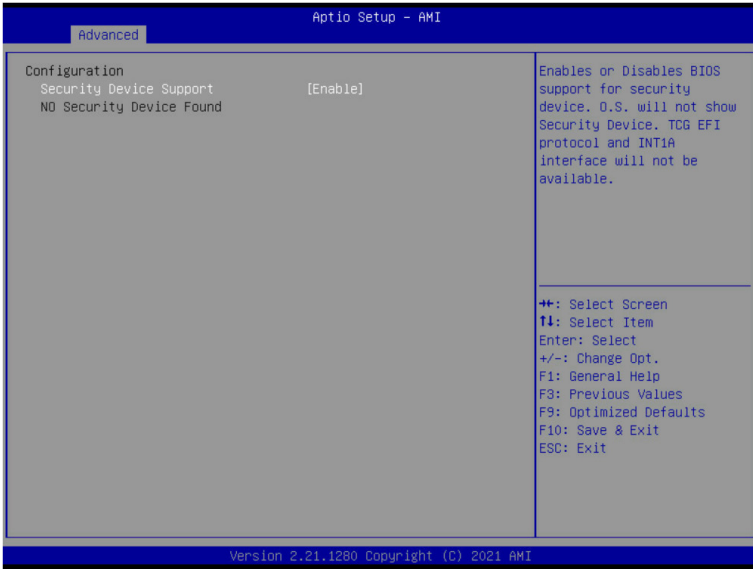 Aptio Setup – AMI
Advanced
Configuration
Security Device Support [Enable]
NO Security Device Found
Enables or Disables BIOS
support for security
device. O.S. will not show
Security Device. TCG EFI
protocol and INT1A
interface will not be
available.
→←: Select Screen
↑↓: Select Item
Enter: Select
+/-: Change Opt.
F1: General Help
F3: Previous Values
F9: Optimized Defaults
F10: Save & Exit
ESC: Exit
Version 2.21.1280 Copyright (C) 2021 AMI